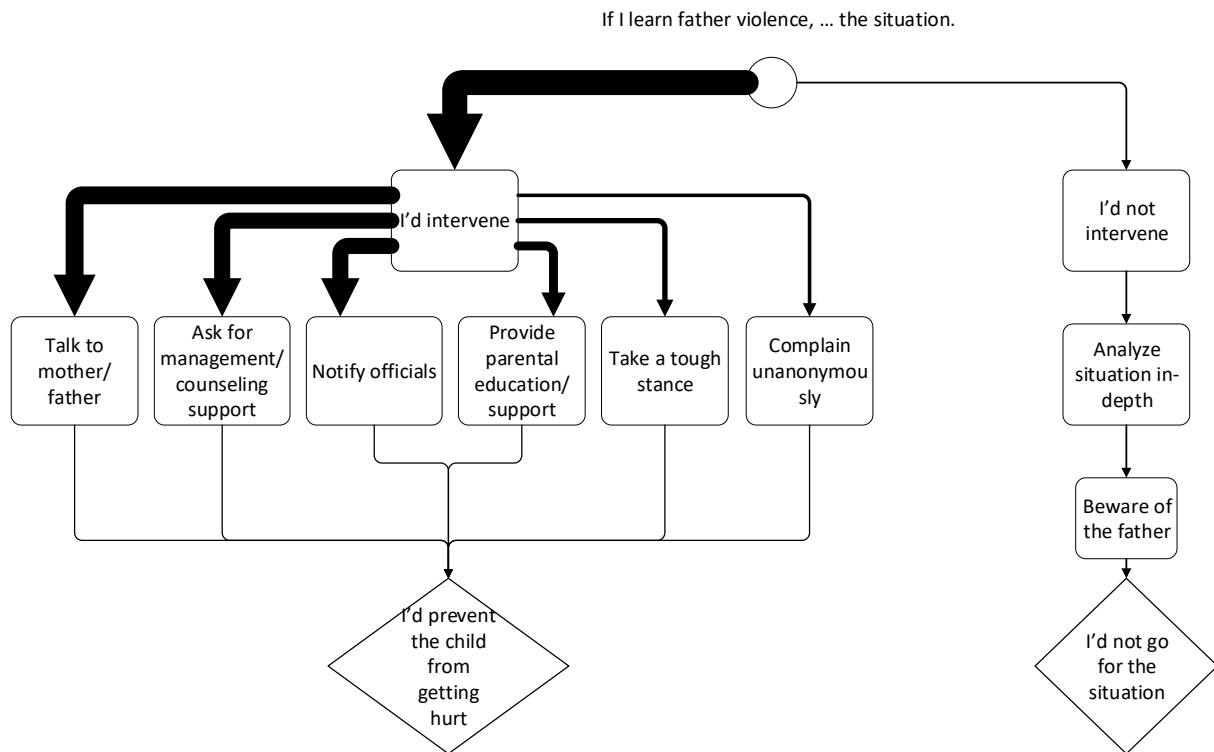 If I learn father violence, … the situation.
I’d intervene
I’d not
intervene
Talk to
mother/
father
Ask for
management/
counseling
support
Notify officials
Provide
parental
education/
support
Take a tough
stance
Complain
unanonymou
sly
Analyze
situation in-
depth
Beware of
the father
I’d prevent
the child
from
getting
hurt
I’d not go
for the
situation